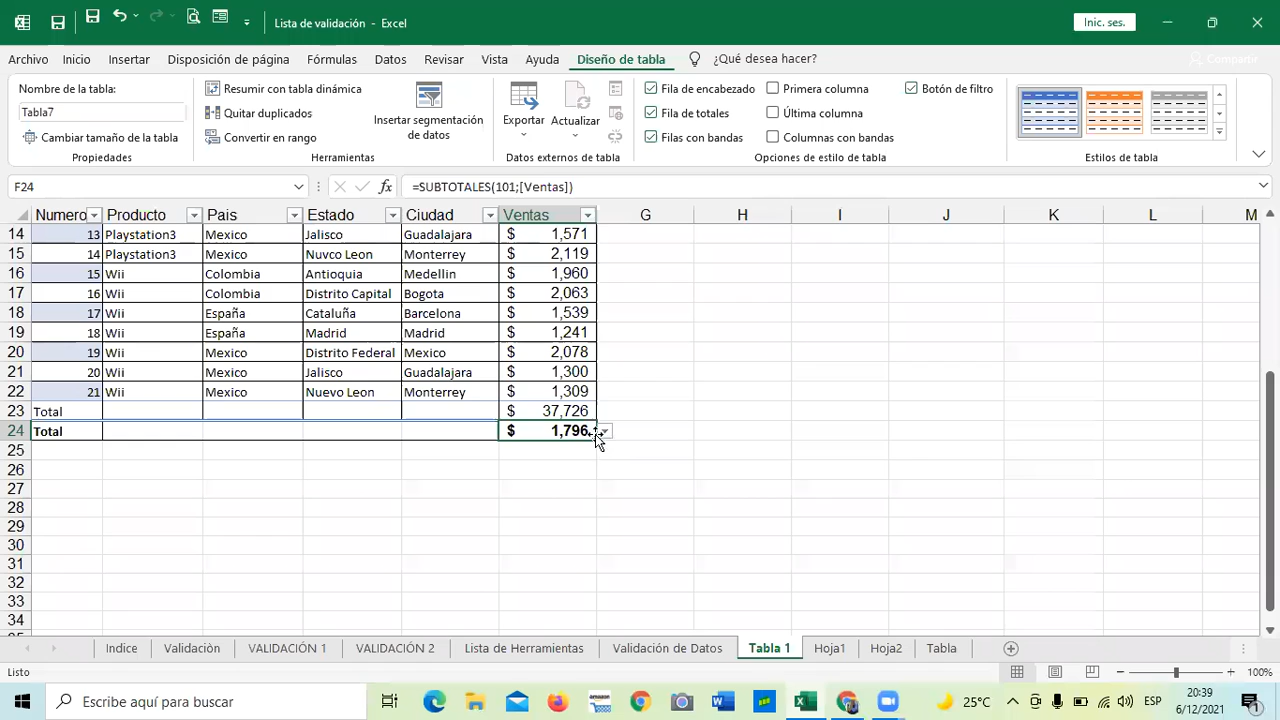 Lista de validación - Excel
Inic. ses.
Archivo Inicio Insertar Disposición de página Fórmulas Datos Revisar Vista Ayuda Diseño de tabla ¿Qué desea hacer? Compartir
Nombre de la tabla:
Tabla7
Cambiar tamaño de la tabla
Propiedades
Resumir con tabla dinámica
Quitar duplicados
Convertir en rango
Insertar segmentación
de datos
Herramientas
Exportar
Actualizar
Datos externos de tabla
Fila de encabezado
Fila de totales
Filas con bandas
Primera columna
Última columna
Columnas con bandas
Botón de filtro
Opciones de estilo de tabla
Estilos de tabla
F24 fx =SUBTOTALES(101;[Ventas])
Numero Producto Pais Estado Ciudad Ventas G H I J K L M
14 13 Playstation3 Mexico Jalisco Guadalajara $ 1,571
15 14 Playstation3 Mexico Nuvco Leon Monterrey $ 2,119
16 15 Wii Colombia Antioquia Medellin $ 1,960
17 16 Wii Colombia Distrito Capital Bogota $ 2,063
18 17 Wii España Cataluña Barcelona $ 1,539
19 18 Wii España Madrid Madrid $ 1,241
20 19 Wii Mexico Distrito Federal Mexico $ 2,078
21 20 Wii Mexico Jalisco Guadalajara $ 1,300
22 21 Wii Mexico Nuevo Leon Monterrey $ 1,309
23 Total $ 37,726
24 Total $ 1,796
25
26
27
28
29
30
31
32
33
34
Indice Validaciòn VALIDACIÓN 1 VALIDACIÓN 2 Lista de Herramientas Validación de Datos Tabla 1 Hoja1 Hoja2 Tabla
Listo
100%
Escribe aquí para buscar
25°C
ESP
20:39
6/12/2021
1